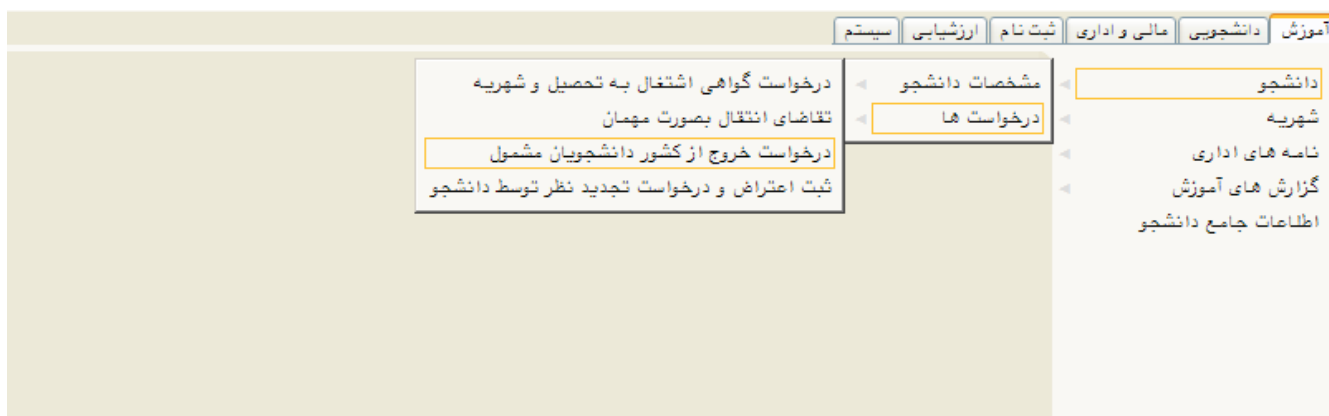 آموزش دانشجویی مالی و اداری ثبت نام ارزشیابی سیستم
دانشجو
شهریه
نامه های اداری
گزارش های آموزش
اطلاعات جامع دانشجو
مشخصات دانشجو
درخواست ها
درخواست گواهی اشتغال به تحصیل و شهریه
تقاضای انتقال بصورت مهمان
درخواست خروج از کشور دانشجویان مشمول
ثبت اعتراض و درخواست تجدید نظر توسط دانشجو